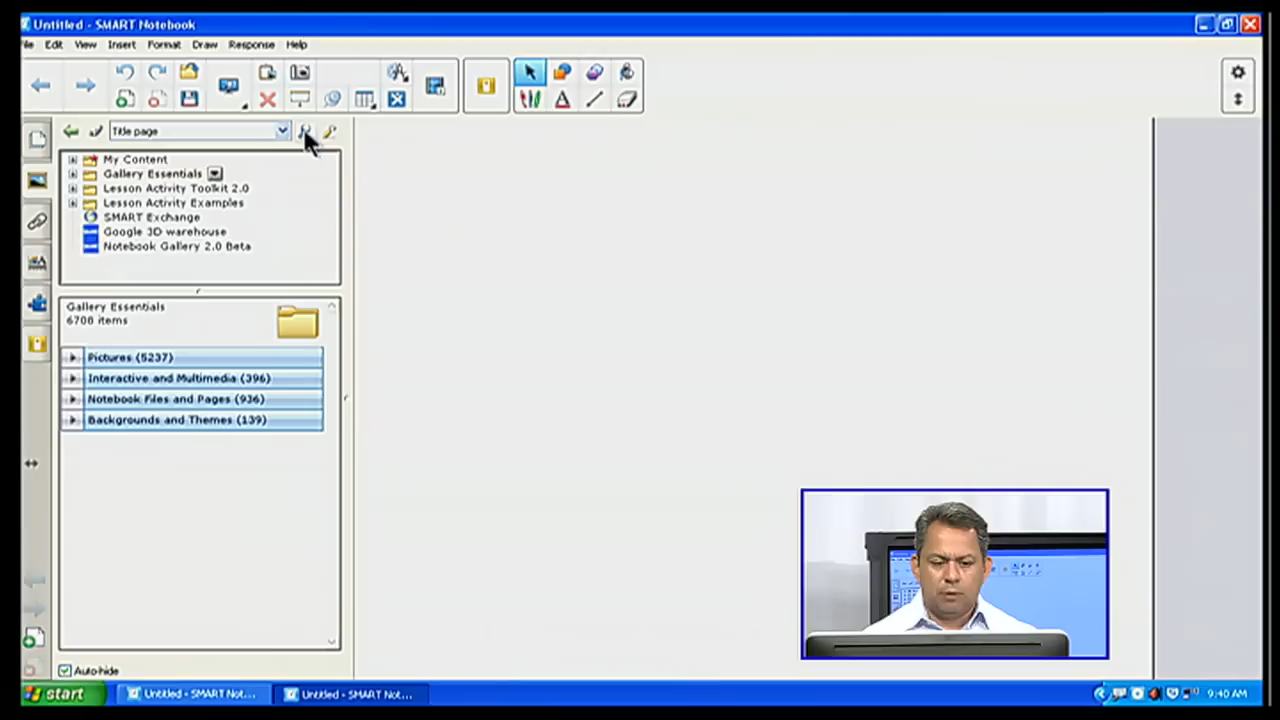 Untitled - SMART Notebook
File Edit View Insert Format Draw Response Help
Title page
My Content
Gallery Essentials
Lesson Activity Toolkit 2.0
Lesson Activity Examples
SMART Exchange
Google 3D warehouse
Notebook Gallery 2.0 Beta
Gallery Essentials
6708 items
Pictures (5237)
Interactive and Multimedia (396)
Notebook Files and Pages (936)
Backgrounds and Themes (139)
Auto-hide
start
Untitled - SMART Not...
Untitled - SMART Not...
9:40 AM